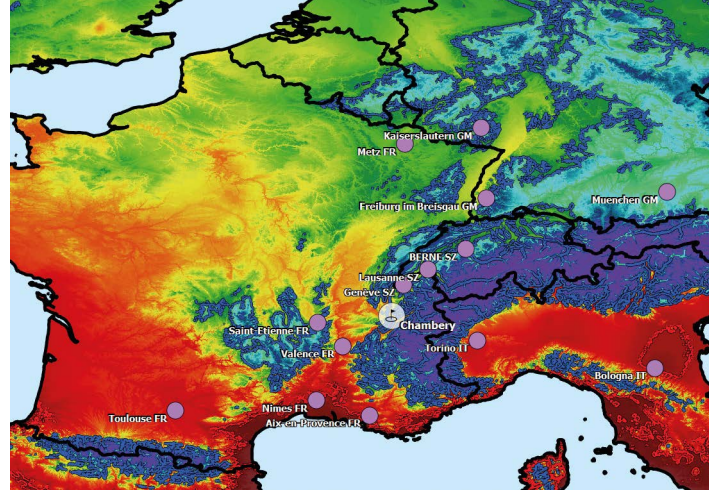 Kaiserslautern GM
Metz FR
Freiburg im Breisgau GM
Muenchen GM
BERNE SZ
Lausanne SZ
Geneve SZ
Chambery
Saint-Etienne FR
Valence FR
Torino IT
Bologna IT
Nimes FR
Toulouse FR
Aix-en-Provence FR